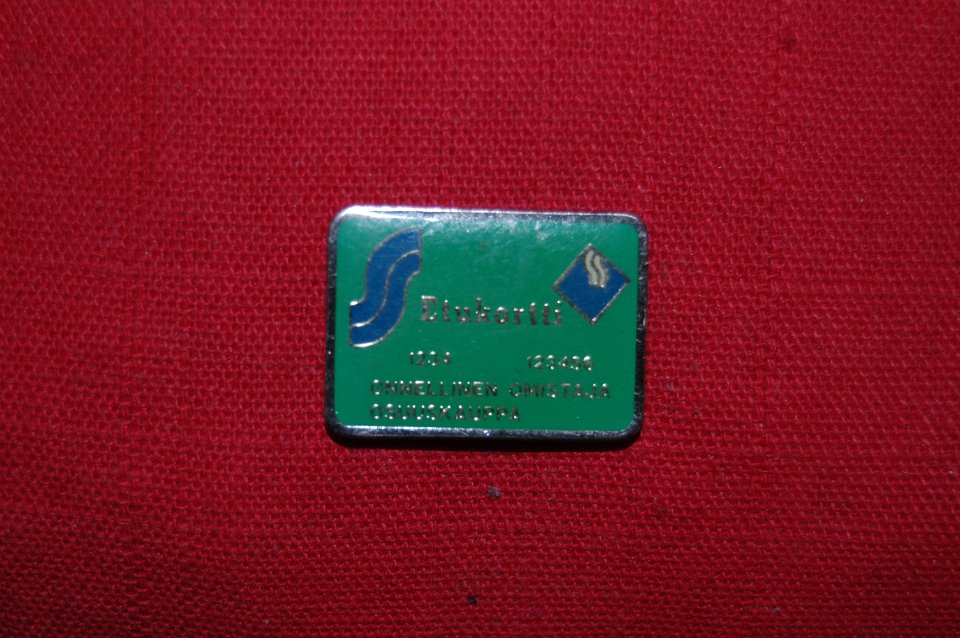 Etukortti
1234 123456
ONNELLINEN OMISTAJA
OSUUSKAUPPA